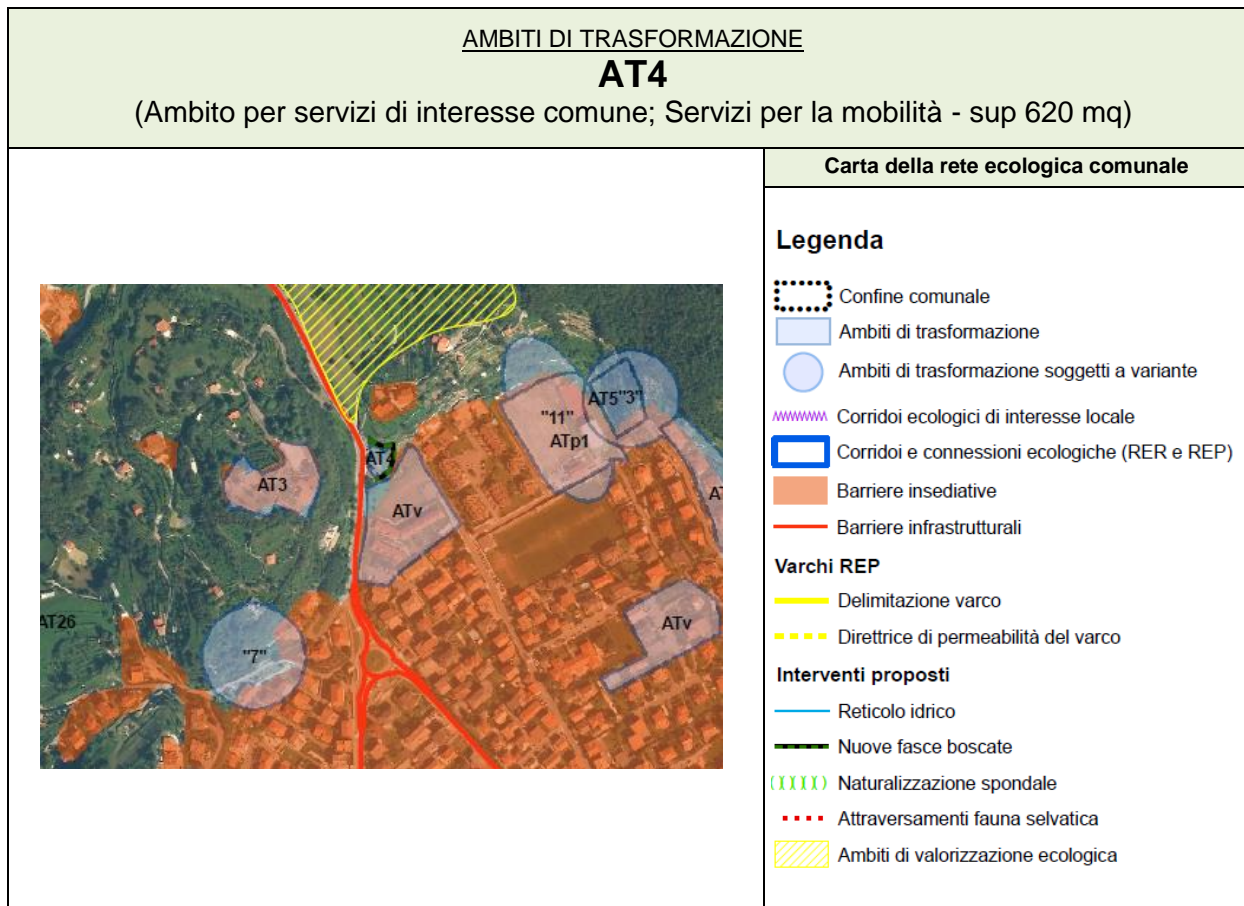 AMBITI DI TRASFORMAZIONE
AT4
(Ambito per servizi di interesse comune; Servizi per la mobilità - sup 620 mq)
Carta della rete ecologica comunale
Legenda
Confine comunale
Ambiti di trasformazione
Ambiti di trasformazione soggetti a variante
Corridoi ecologici di interesse locale
Corridoi e connessioni ecologiche (RER e REP)
Barriere insediative
Barriere infrastrutturali
Varchi REP
Delimitazione varco
Direttrice di permeabilità del varco
Interventi proposti
Reticolo idrico
Nuove fasce boscate
Naturalizzazione spondale
Attraversamenti fauna selvatica
Ambiti di valorizzazione ecologica
AT5"3"
"11"
ATp1
AT4
AT3
AT
ATv
ATv
AT26
"7"